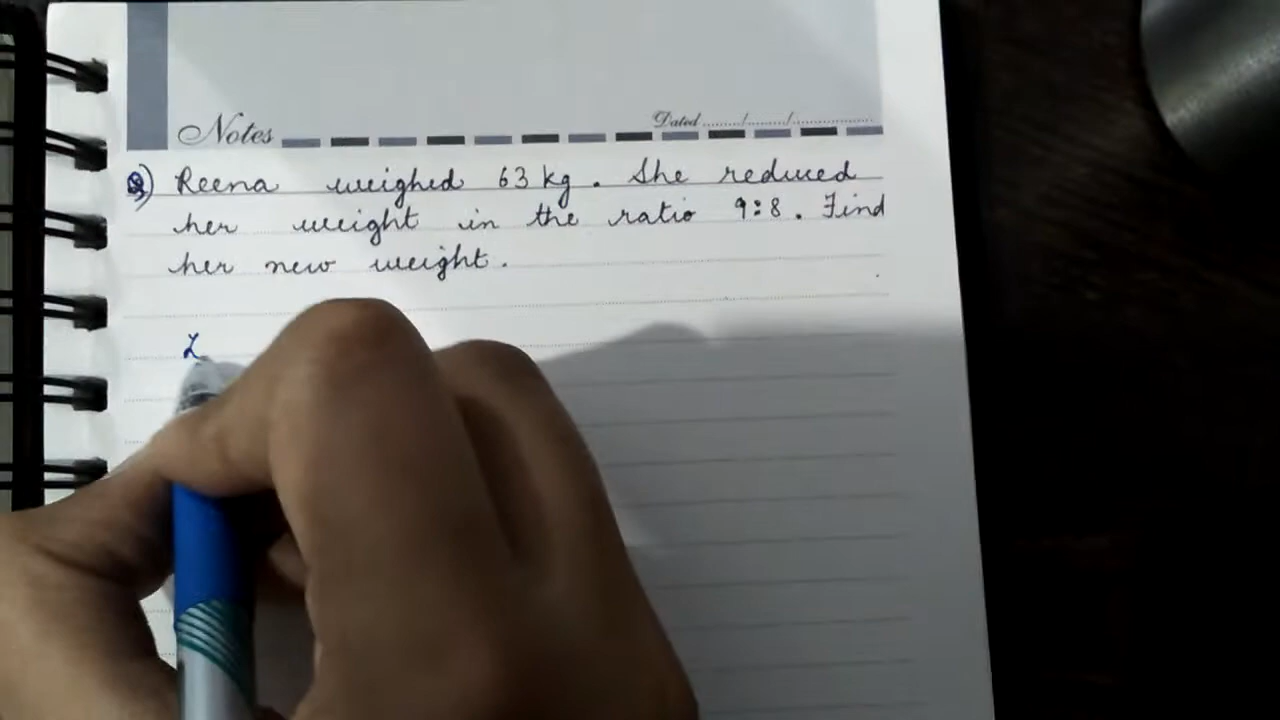 Notes
Dated ......../......../....................
Q) Reena weighed 63 kg. She reduced
her weight in the ratio 9:8. Find
her new weight.